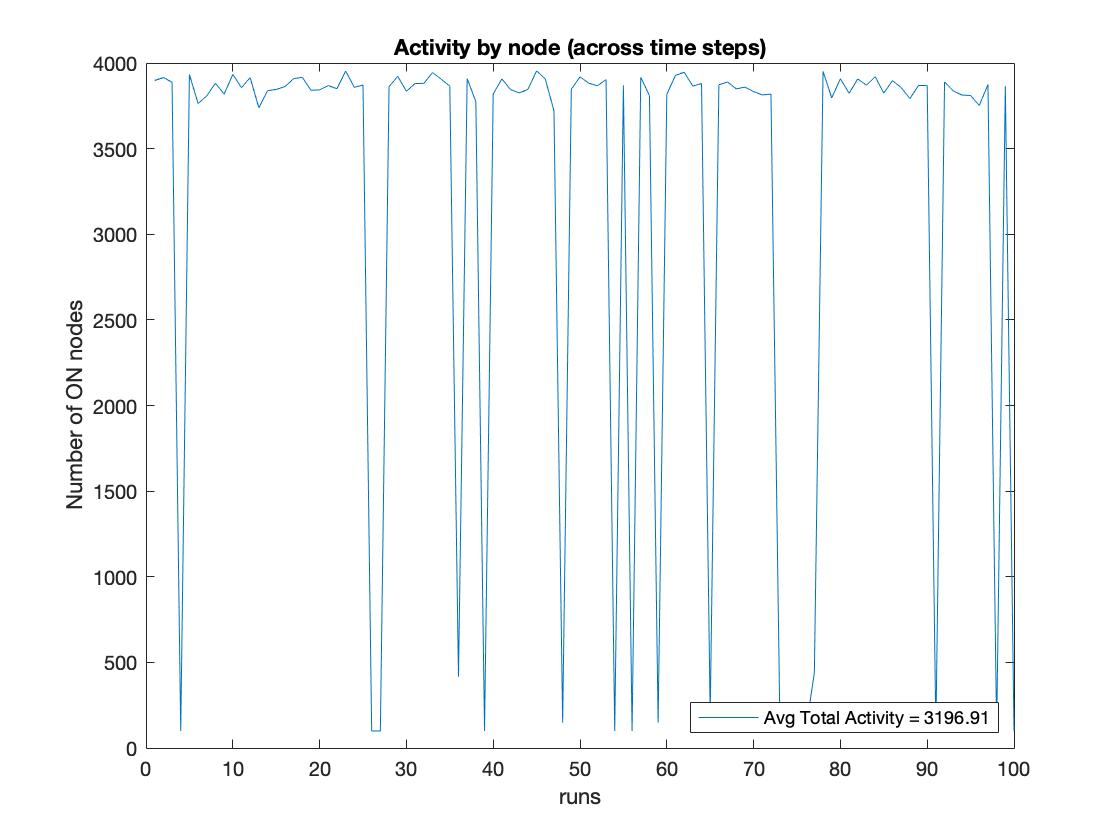 Activity by node (across time steps)
4000
3500
3000
2500
2000
1500
1000
500
0
Number of ON nodes
Avg Total Activity = 3196.91
0 10 20 30 40 50 60 70 80 90 100
runs